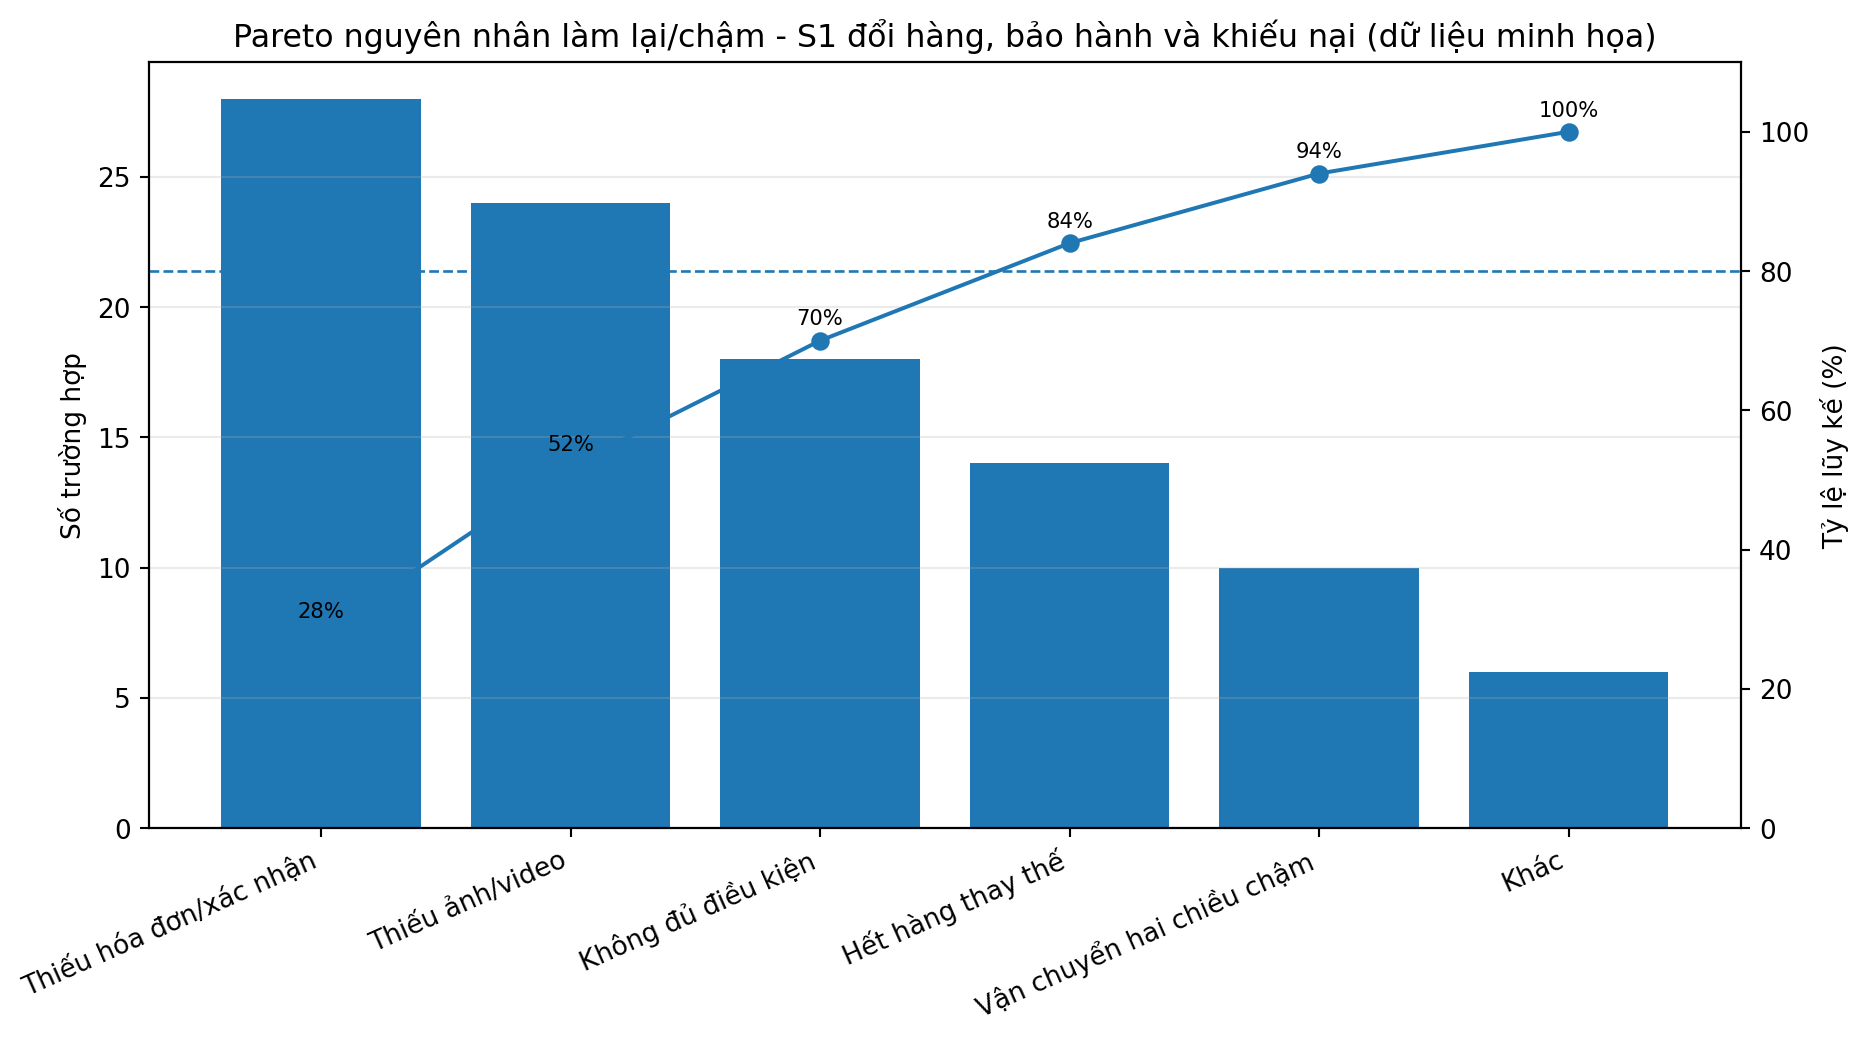 Pareto nguyên nhân làm lại/chậm - S1 đổi hàng, bảo hành và khiếu nại (dữ liệu minh họa)
Số trường hợp
25
20
15
10
5
0
28%
52%
70%
84%
94%
100%
100
80
60
40
20
0
Tỷ lệ lũy kế (%)
Thiếu hóa đơn/xác nhận
Thiếu ảnh/video
Không đủ điều kiện
Hết hàng thay thế
Vận chuyển hai chiều chậm
Khác